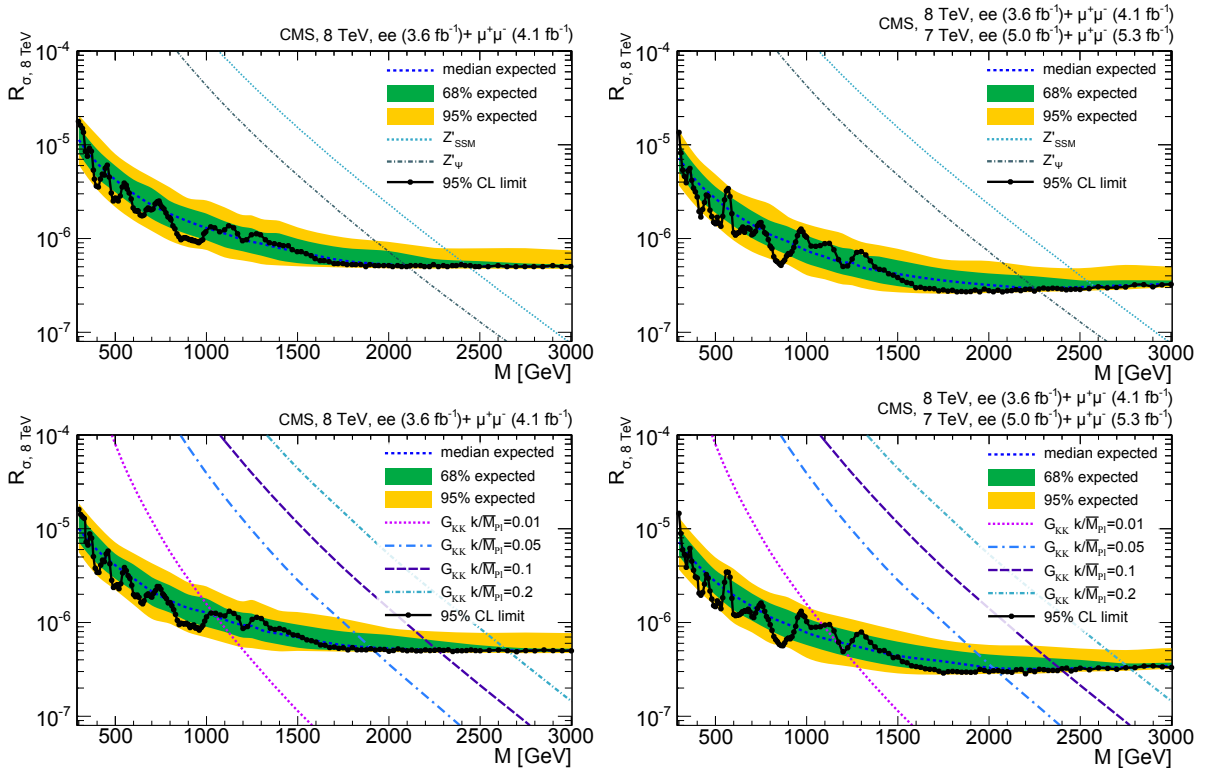 CMS, 8 TeV, ee (3.6 fb⁻¹)+ μ⁺μ⁻ (4.1 fb⁻¹)
R_σ, 8 TeV
10⁻⁴
10⁻⁵
10⁻⁶
10⁻⁷
median expected
68% expected
95% expected
Z'_SSM
Z'_Ψ
95% CL limit
500 1000 1500 2000 2500 3000
M [GeV]
CMS, 8 TeV, ee (3.6 fb⁻¹)+ μ⁺μ⁻ (4.1 fb⁻¹)
7 TeV, ee (5.0 fb⁻¹)+ μ⁺μ⁻ (5.3 fb⁻¹)
R_σ, 8 TeV
10⁻⁴
10⁻⁵
10⁻⁶
10⁻⁷
median expected
68% expected
95% expected
Z'_SSM
Z'_Ψ
95% CL limit
500 1000 1500 2000 2500 3000
M [GeV]
CMS, 8 TeV, ee (3.6 fb⁻¹)+ μ⁺μ⁻ (4.1 fb⁻¹)
R_σ, 8 TeV
10⁻⁴
10⁻⁵
10⁻⁶
10⁻⁷
median expected
68% expected
95% expected
G_KK k/M̅_Pl=0.01
G_KK k/M̅_Pl=0.05
G_KK k/M̅_Pl=0.1
G_KK k/M̅_Pl=0.2
95% CL limit
500 1000 1500 2000 2500 3000
M [GeV]
CMS, 8 TeV, ee (3.6 fb⁻¹)+ μ⁺μ⁻ (4.1 fb⁻¹)
7 TeV, ee (5.0 fb⁻¹)+ μ⁺μ⁻ (5.3 fb⁻¹)
R_σ, 8 TeV
10⁻⁴
10⁻⁵
10⁻⁶
10⁻⁷
median expected
68% expected
95% expected
G_KK k/M̅_Pl=0.01
G_KK k/M̅_Pl=0.05
G_KK k/M̅_Pl=0.1
G_KK k/M̅_Pl=0.2
95% CL limit
500 1000 1500 2000 2500 3000
M [GeV]